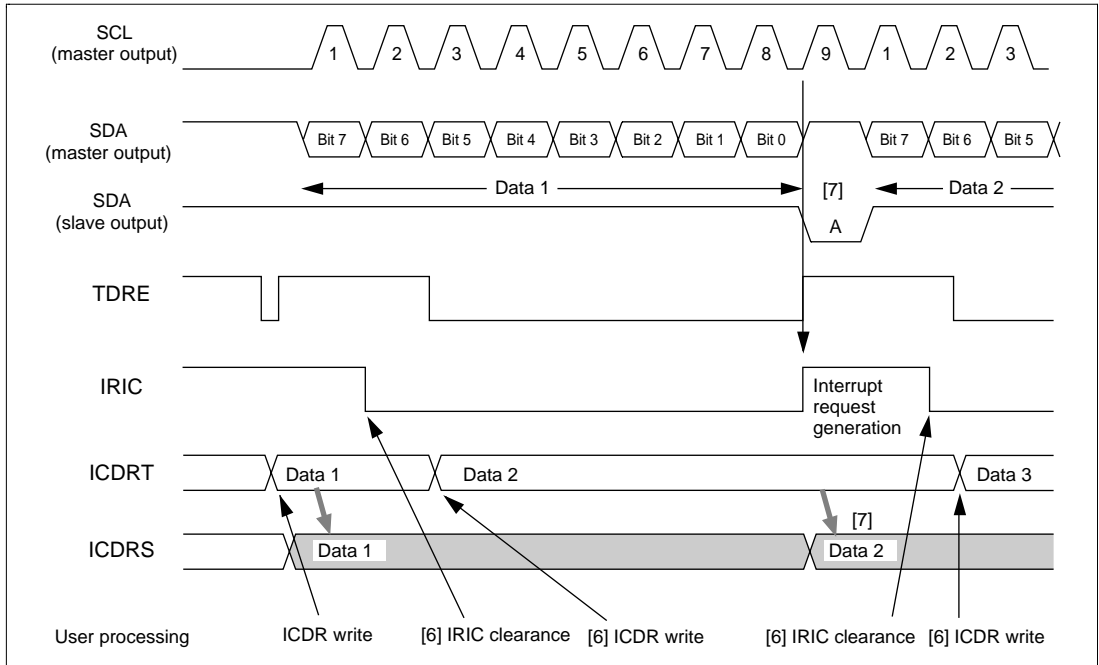 SCL
(master output)
1 2 3 4 5 6 7 8 9 1 2 3
SDA
(master output)
Bit 7 Bit 6 Bit 5 Bit 4 Bit 3 Bit 2 Bit 1 Bit 0 Bit 7 Bit 6 Bit 5
Data 1 [7] Data 2
SDA
(slave output)
A
TDRE
IRIC
Interrupt
request
generation
ICDRT Data 1 Data 2 Data 3
[7]
ICDRS Data 1 Data 2
User processing ICDR write [6] IRIC clearance [6] ICDR write [6] IRIC clearance [6] ICDR write